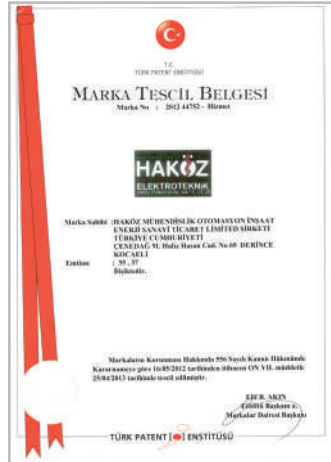 T.C.
TÜRK PATENT ENSTİTÜSÜ
MARKA TESCİL BELGESİ
Marka No : 2012 44752 - Hizmet
HAKÖZ
ELEKTROTEKNiK
Marka Sahibi :HAKÖZ MÜHENDİSLİK OTOMASYON İNŞAAT
ENERJİ SANAYİ TİCARET LİMİTED ŞİRKETİ
TÜRKİYE CUMHURİYETİ
ÇENEDAĞ M. Hafız Hasan Cad. No 69 DERİNCE
KOCAELİ
Emtiası : 35 , 37
Bişkindir.
Markaların Korunması Hakkında 556 Sayılı Kanun Hükmünde
Kararnameye göre 16/05/2012 tarihinden itibaren ON YIL müddetle
25/04/2013 tarihinde tescil edilmiştir.
Elif B. AKIN
Enstitü Başkanı a.
Markalar Dairesi Başkanı
TÜRK PATENT ENSTİTÜSÜ